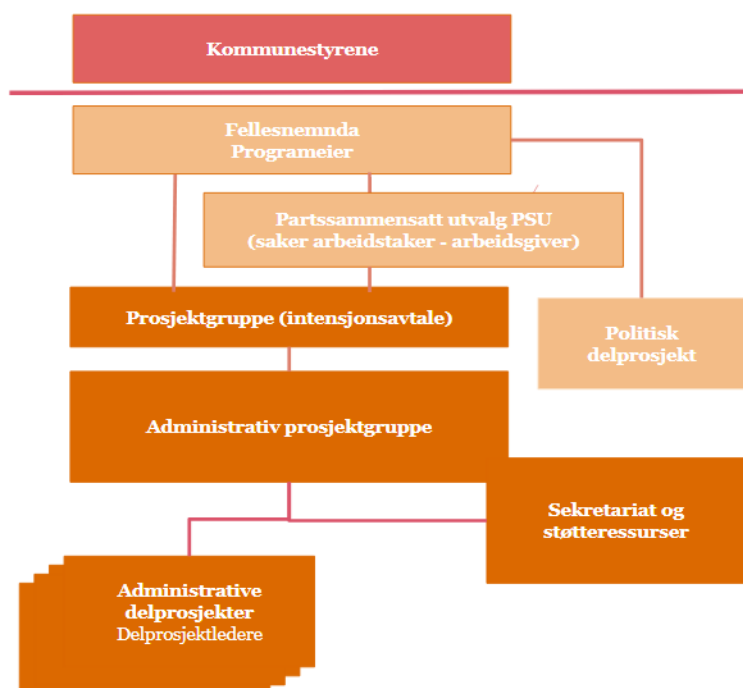 Kommunestyrene
Fellesnemnda
Programeier
Partssammensatt utvalg PSU
(saker arbeidstaker - arbeidsgiver)
Prosjektgruppe (intensjonsavtale)
Politisk
delprosjekt
Administrativ prosjektgruppe
Sekretariat og
støtteressurser
Administrative
delprosjekter
Delprosjektledere